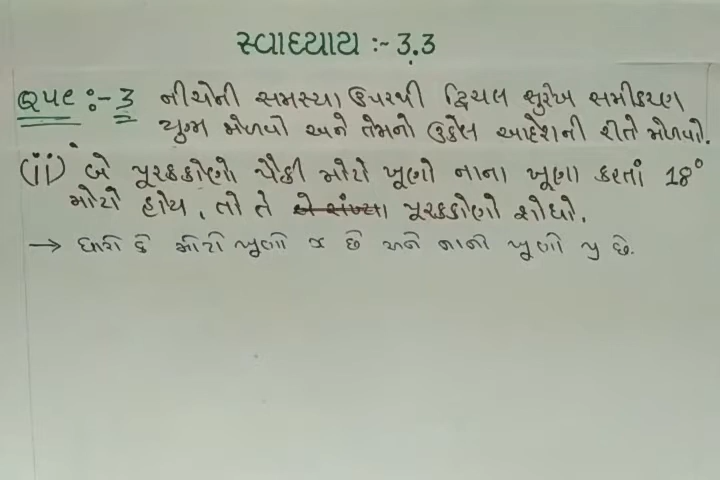 સ્વાધ્યાય :- 3.3
Que :- 3 નીચેની સમસ્યા ઉપરથી દ્વિચલ સુરેખ સમીકરણ
યુગ્મ મેળવો અને તેમનો ઉકેલ આદેશની રીતે મેળવો.
(ii) બે પૂરકકોણો પૈકી મોટો ખૂણો નાના ખૂણા કરતાં 18°
મોટો હોય, તો તે બે સંખ્યા પૂરકકોણો શોધો.
→ ધારો કે મોટો ખૂણો x છે અને નાનો ખૂણો y છે.